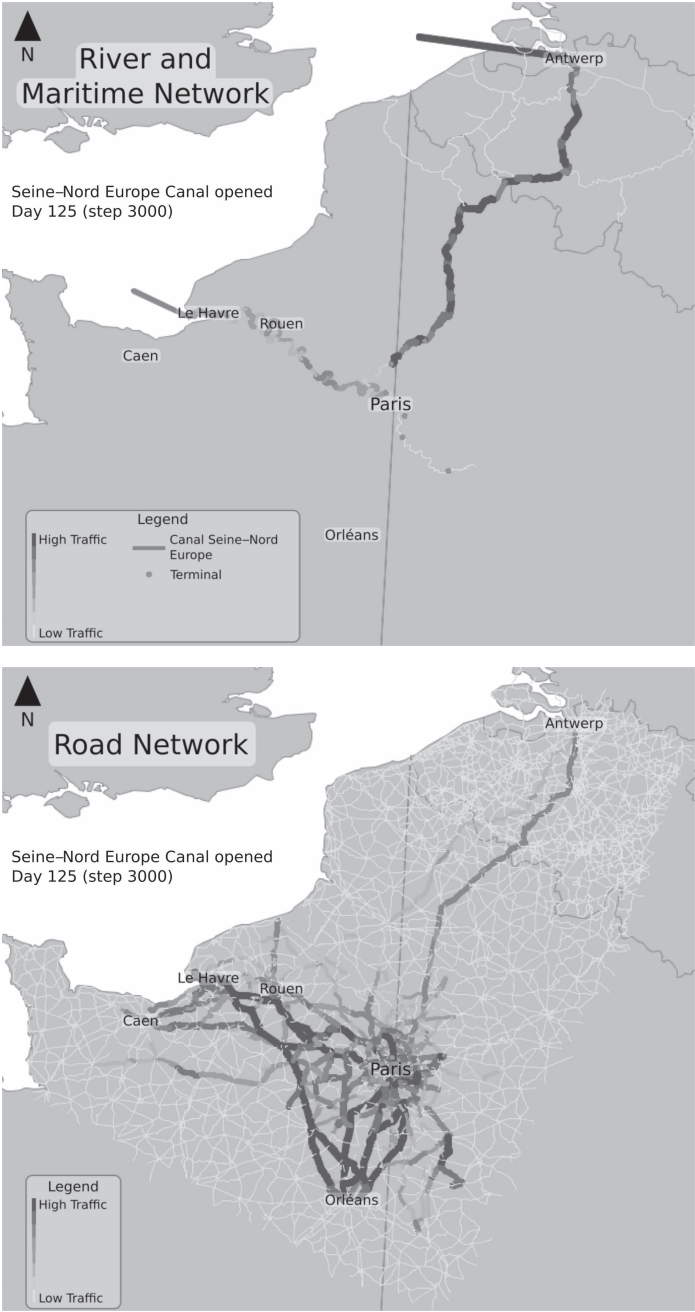 N
River and
Maritime Network
Antwerp
Seine–Nord Europe Canal opened
Day 125 (step 3000)
Le Havre
Rouen
Caen
Paris
Orléans
Legend
High Traffic
Canal Seine–Nord
Europe
Terminal
Low Traffic
N
Road Network
Antwerp
Seine–Nord Europe Canal opened
Day 125 (step 3000)
Le Havre
Rouen
Caen
Paris
Orléans
Legend
High Traffic
Low Traffic